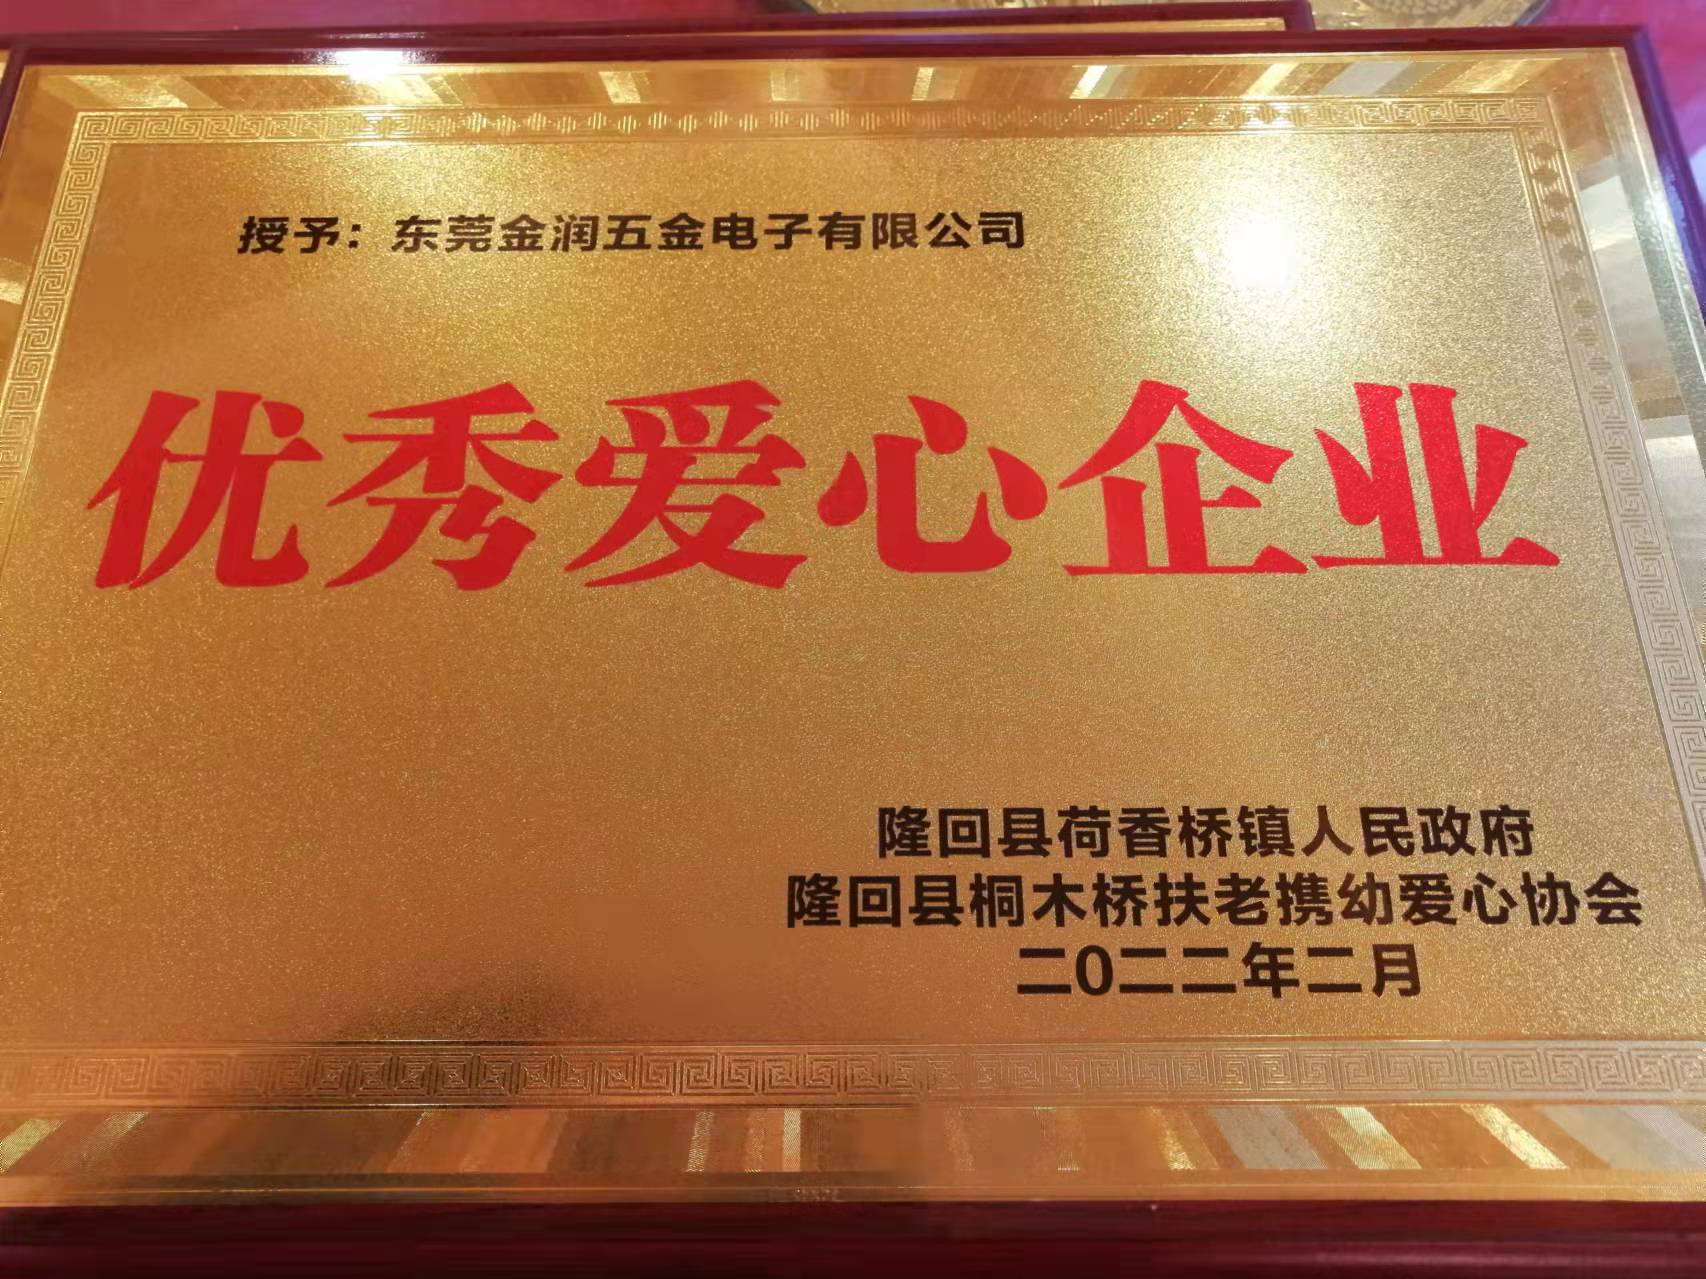 授予：东莞金润五金电子有限公司
优秀爱心企业
隆回县荷香桥镇人民政府
隆回县桐木桥扶老携幼爱心协会
二0二二年二月